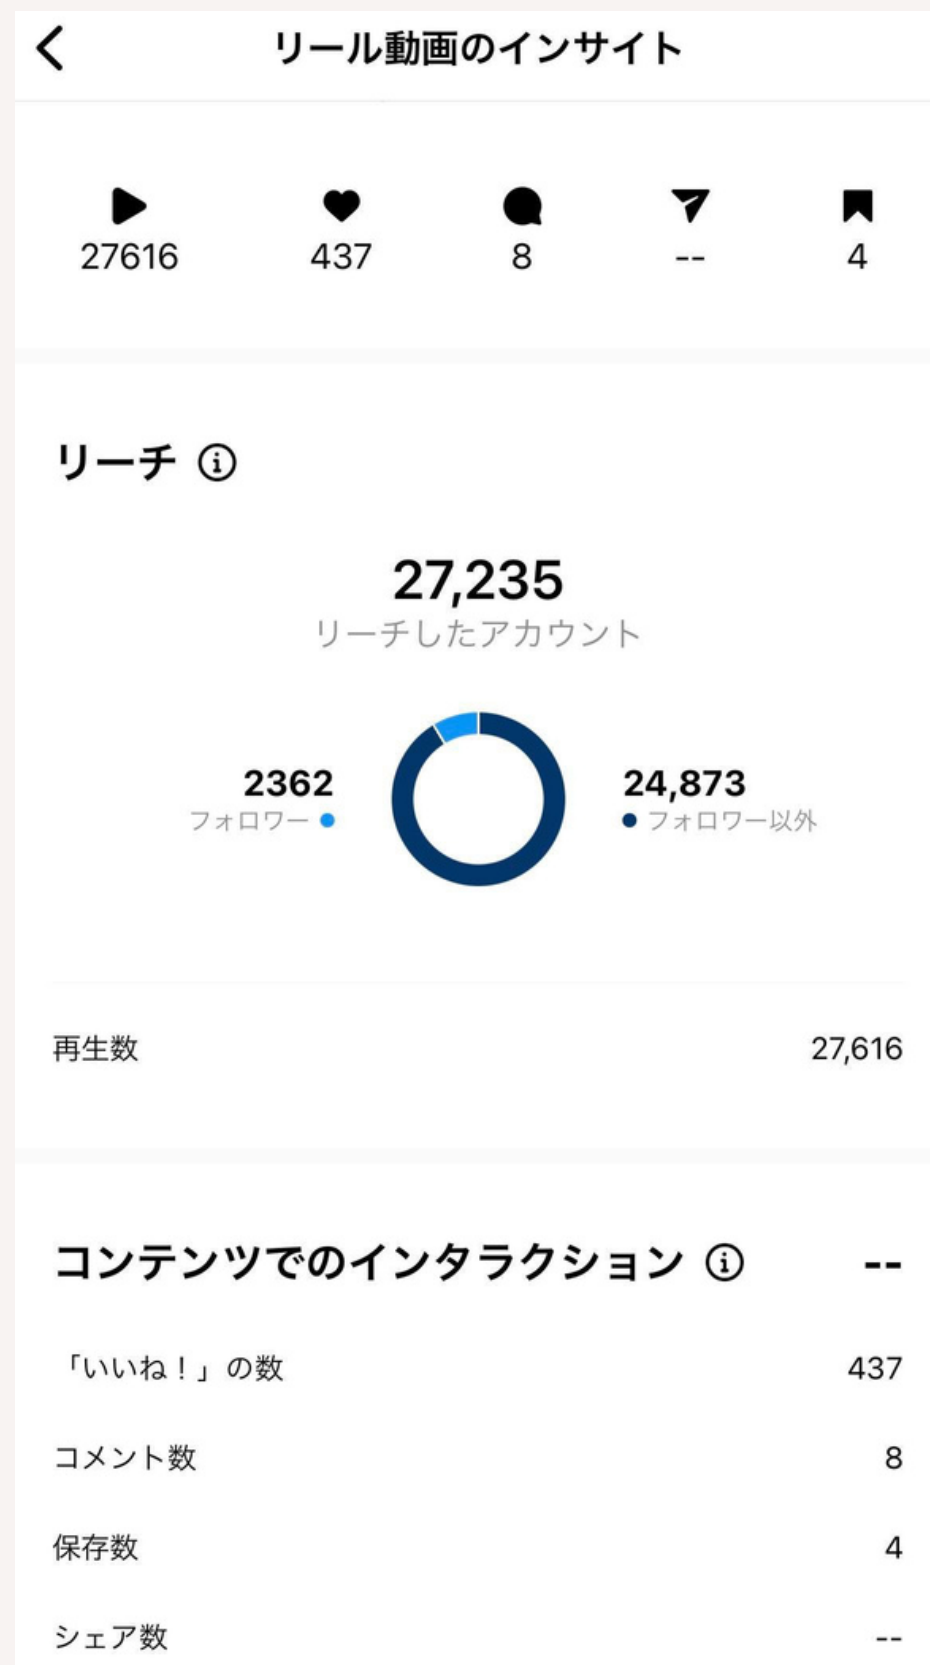 リール動画のインサイト
27616 437 8 -- 4
リーチ
27,235
リーチしたアカウント
2362 24,873
フォロワー フォロワー以外
再生数 27,616
コンテンツでのインタラクション --
「いいね！」の数 437
コメント数 8
保存数 4
シェア数 --